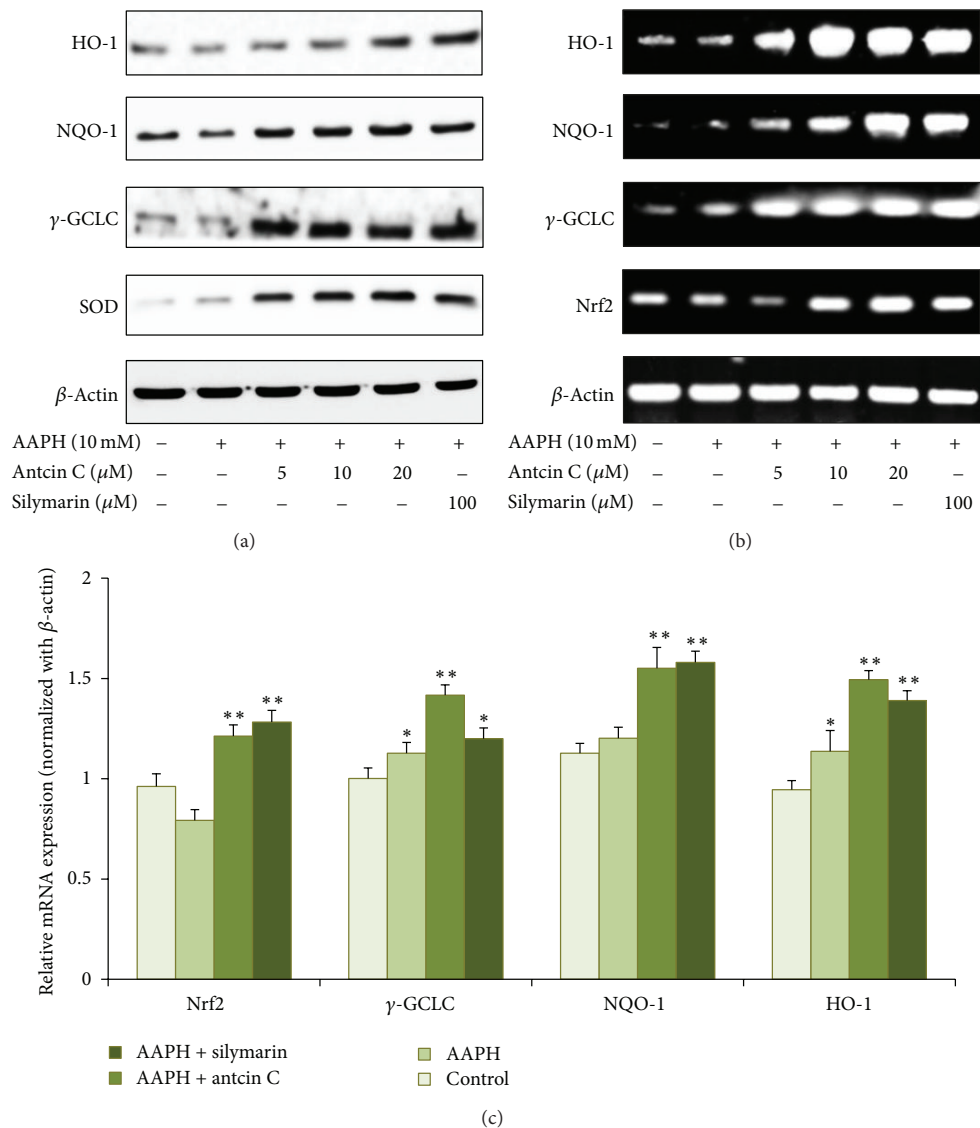 HO-1
NQO-1
γ-GCLC
SOD
β-Actin
AAPH (10 mM) – + + + + +
Antcin C (μM) – – 5 10 20 –
Silymarin (μM) – – – – – 100
(a)
HO-1
NQO-1
γ-GCLC
Nrf2
β-Actin
AAPH (10 mM) – + + + + +
Antcin C (μM) – – 5 10 20 –
Silymarin (μM) – – – – – 100
(b)
Relative mRNA expression (normalized with β-actin)
2
1.5
1
0.5
0
** **
* ** *
** **
* ** **
Nrf2 γ-GCLC NQO-1 HO-1
AAPH + silymarin AAPH
AAPH + antcin C Control
(c)